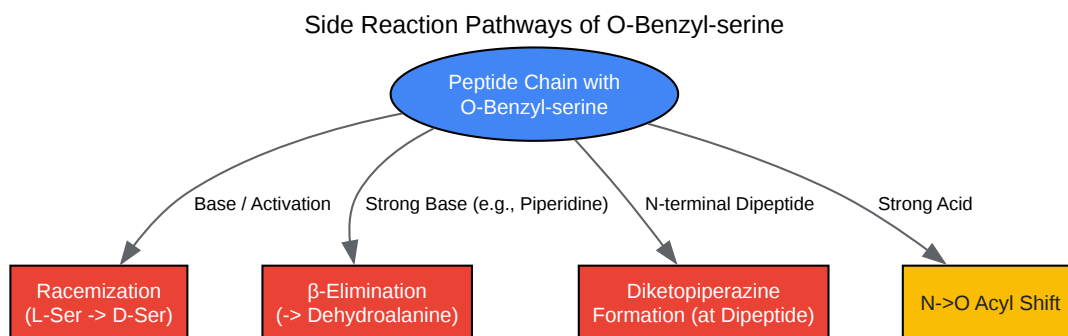 Side Reaction Pathways of O-Benzyl-serine
Peptide Chain with
O-Benzyl-serine
Base / Activation
Strong Base (e.g., Piperidine)
N-terminal Dipeptide
Strong Acid
Racemization
(L-Ser -> D-Ser)
β-Elimination
(-> Dehydroalanine)
Diketopiperazine
Formation (at Dipeptide)
N->O Acyl Shift